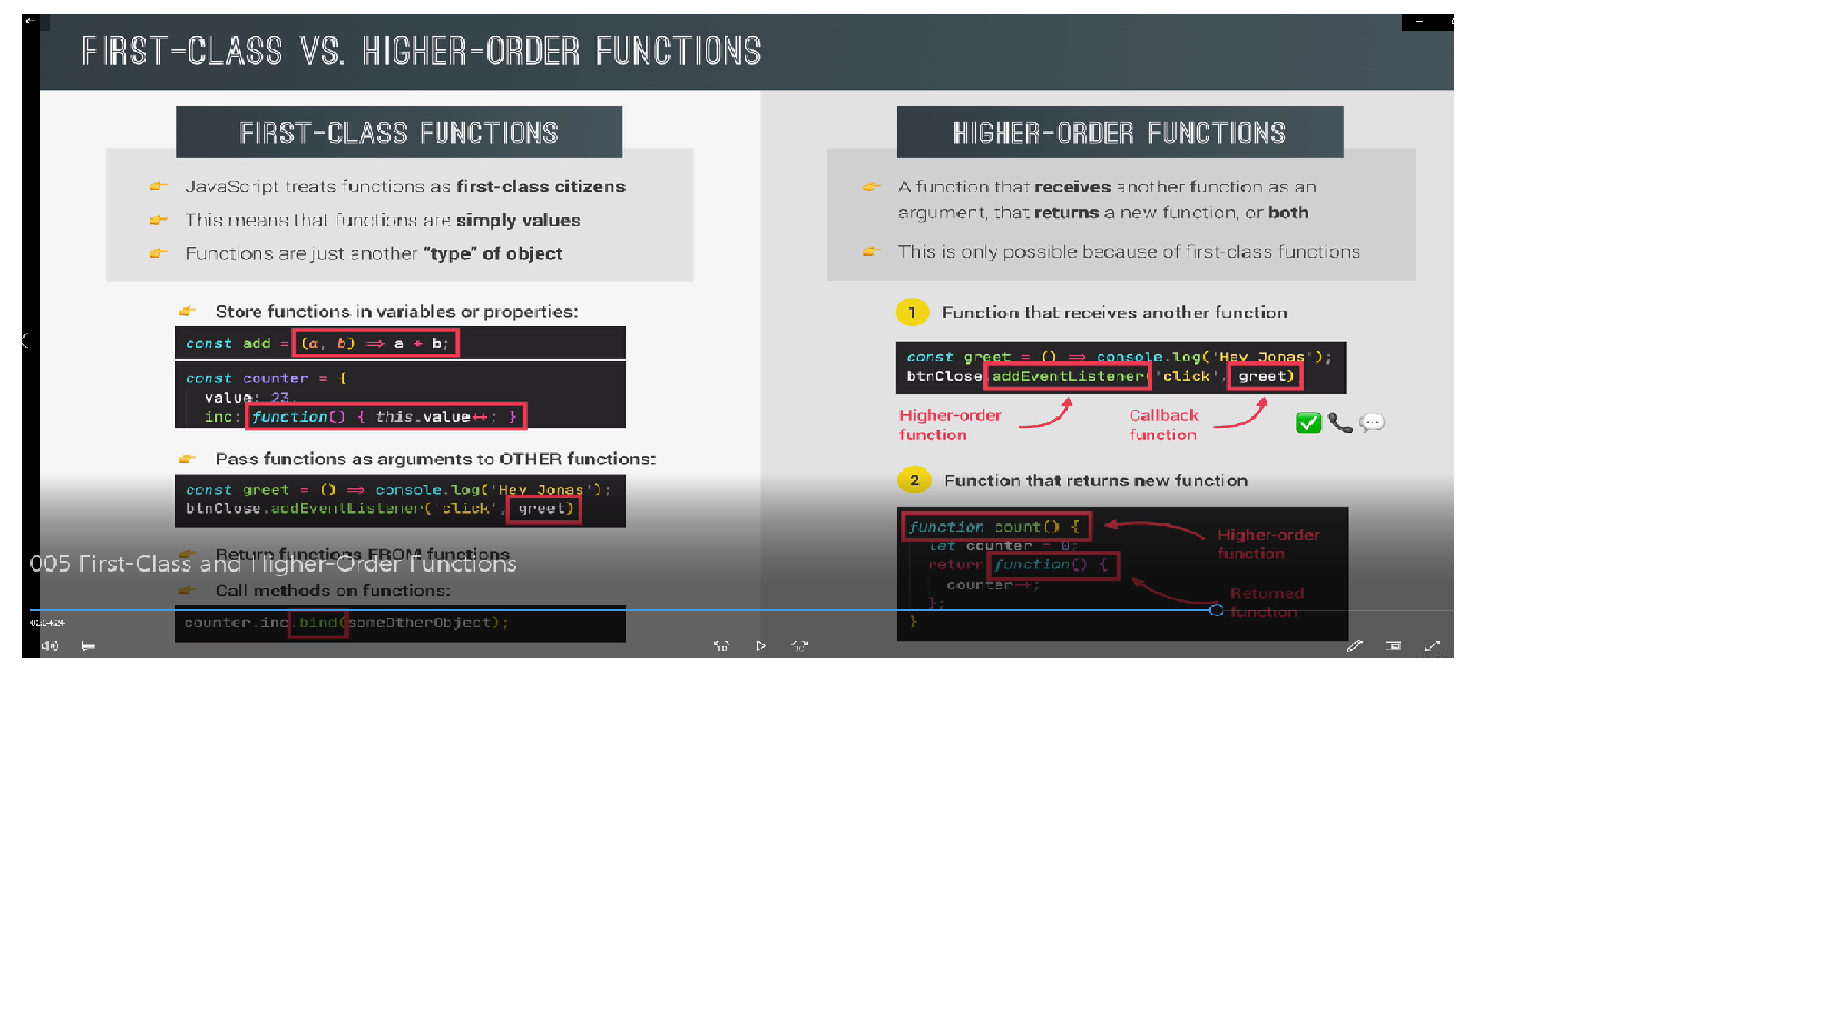 FIRST-CLASS VS. HIGHER-ORDER FUNCTIONS
FIRST-CLASS FUNCTIONS
JavaScript treats functions as first-class citizens
This means that functions are simply values
Functions are just another “type” of object
Store functions in variables or properties:
const add = (a, b) => a + b;
const counter = {
value: 23,
inc: function() { this.value++; }
Pass functions as arguments to OTHER functions:
const greet = () => console.log('Hey Jonas');
btnClose.addEventListener('click', greet)
Return functions FROM functions
005 First-Class and Higher-Order Functions
Call methods on functions:
counter.inc.bind(someOtherObject);
HIGHER-ORDER FUNCTIONS
A function that receives another function as an
argument, that returns a new function, or both
This is only possible because of first-class functions
1 Function that receives another function
const greet = () => console.log('Hey Jonas');
btnClose.addEventListener('click', greet)
Higher-order
function
Callback
function
2 Function that returns new function
function count() {
let counter = 0;
return function() {
counter++;
};
}
Higher-order
function
Returned
function
10
30